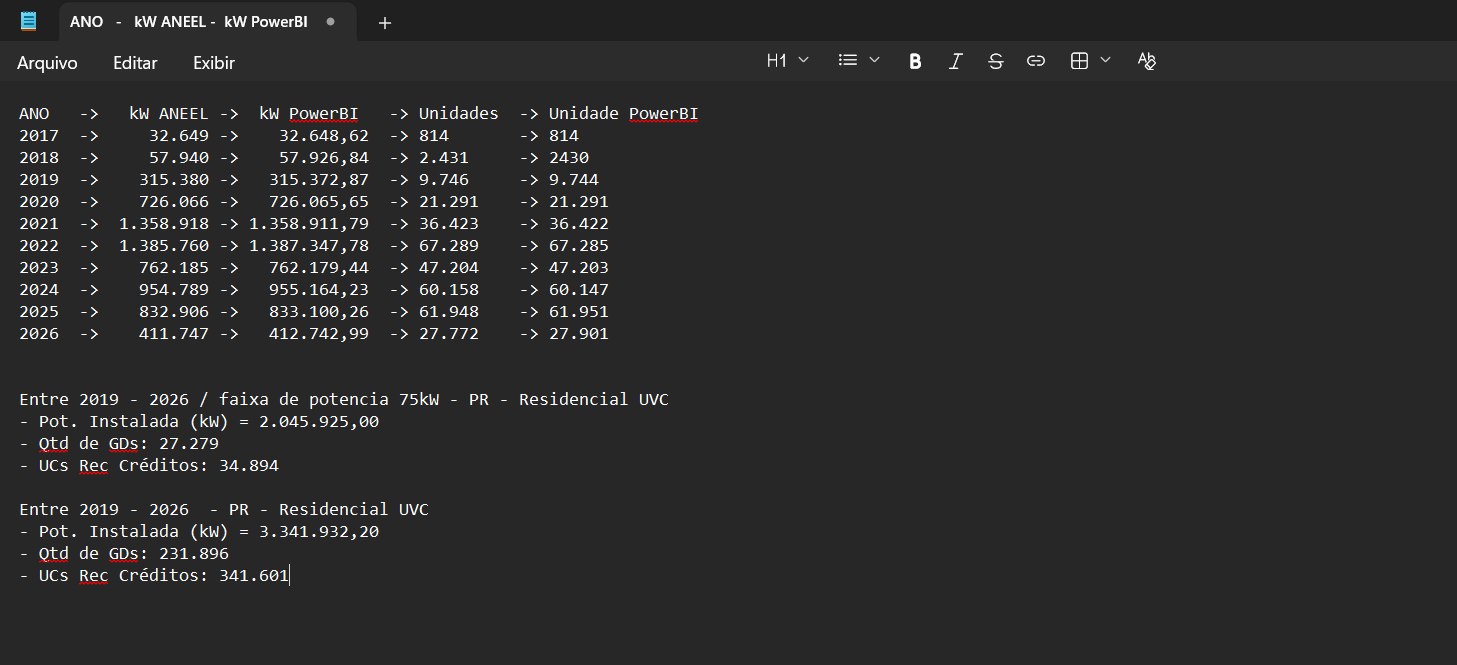 ANO   -   kW ANEEL -  kW PowerBI
Arquivo Editar Exibir H1
ANO   ->   kW ANEEL ->  kW PowerBI   -> Unidades  -> Unidade PowerBI
2017  ->     32.649 ->    32.648,62  -> 814       -> 814
2018  ->     57.940 ->    57.926,84  -> 2.431     -> 2430
2019  ->    315.380 ->   315.372,87  -> 9.746     -> 9.744
2020  ->    726.066 ->   726.065,65  -> 21.291    -> 21.291
2021  ->  1.358.918 -> 1.358.911,79  -> 36.423    -> 36.422
2022  ->  1.385.760 -> 1.387.347,78  -> 67.289    -> 67.285
2023  ->    762.185 ->   762.179,44  -> 47.204    -> 47.203
2024  ->    954.789 ->   955.164,23  -> 60.158    -> 60.147
2025  ->    832.906 ->   833.100,26  -> 61.948    -> 61.951
2026  ->    411.747 ->   412.742,99  -> 27.772    -> 27.901
Entre 2019 - 2026 / faixa de potencia 75kW - PR - Residencial UVC
- Pot. Instalada (kW) = 2.045.925,00
- Qtd de GDs: 27.279
- UCs Rec Créditos: 34.894
Entre 2019 - 2026  - PR - Residencial UVC
- Pot. Instalada (kW) = 3.341.932,20
- Qtd de GDs: 231.896
- UCs Rec Créditos: 341.601